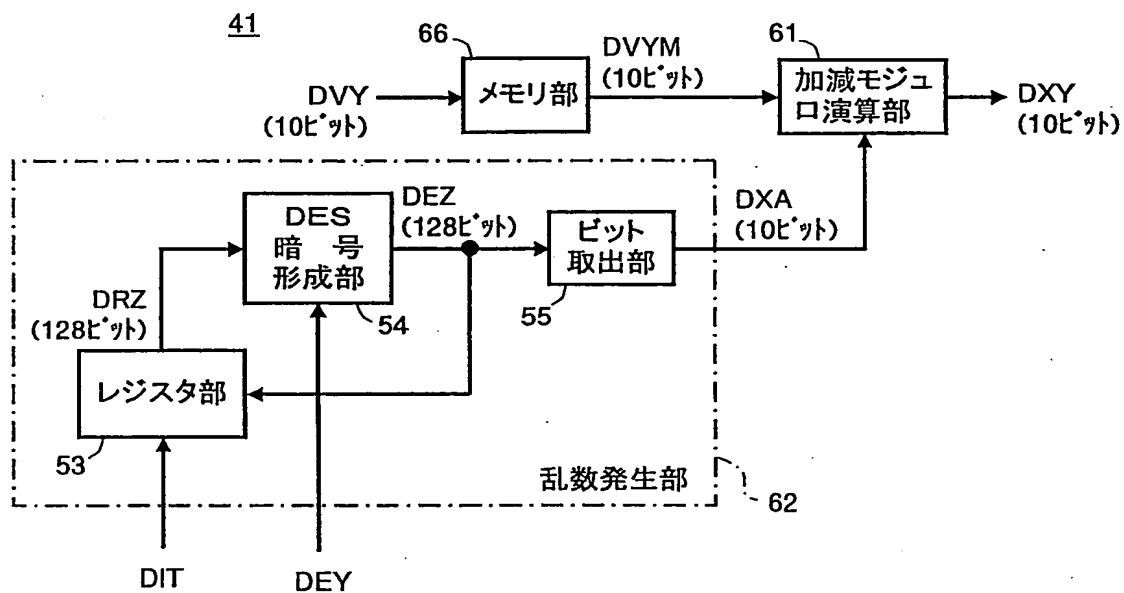 41
66
DVYM
(10ビット)
61
DVY
(10ビット)
メモリ部
加減モジュ
ロ演算部
DXY
(10ビット)
DES
暗 号
形成部
54
DEZ
(128ビット)
ビット
取出部
55
DXA
(10ビット)
DRZ
(128ビット)
レジスタ部
53
乱数発生部
62
DIT
DEY